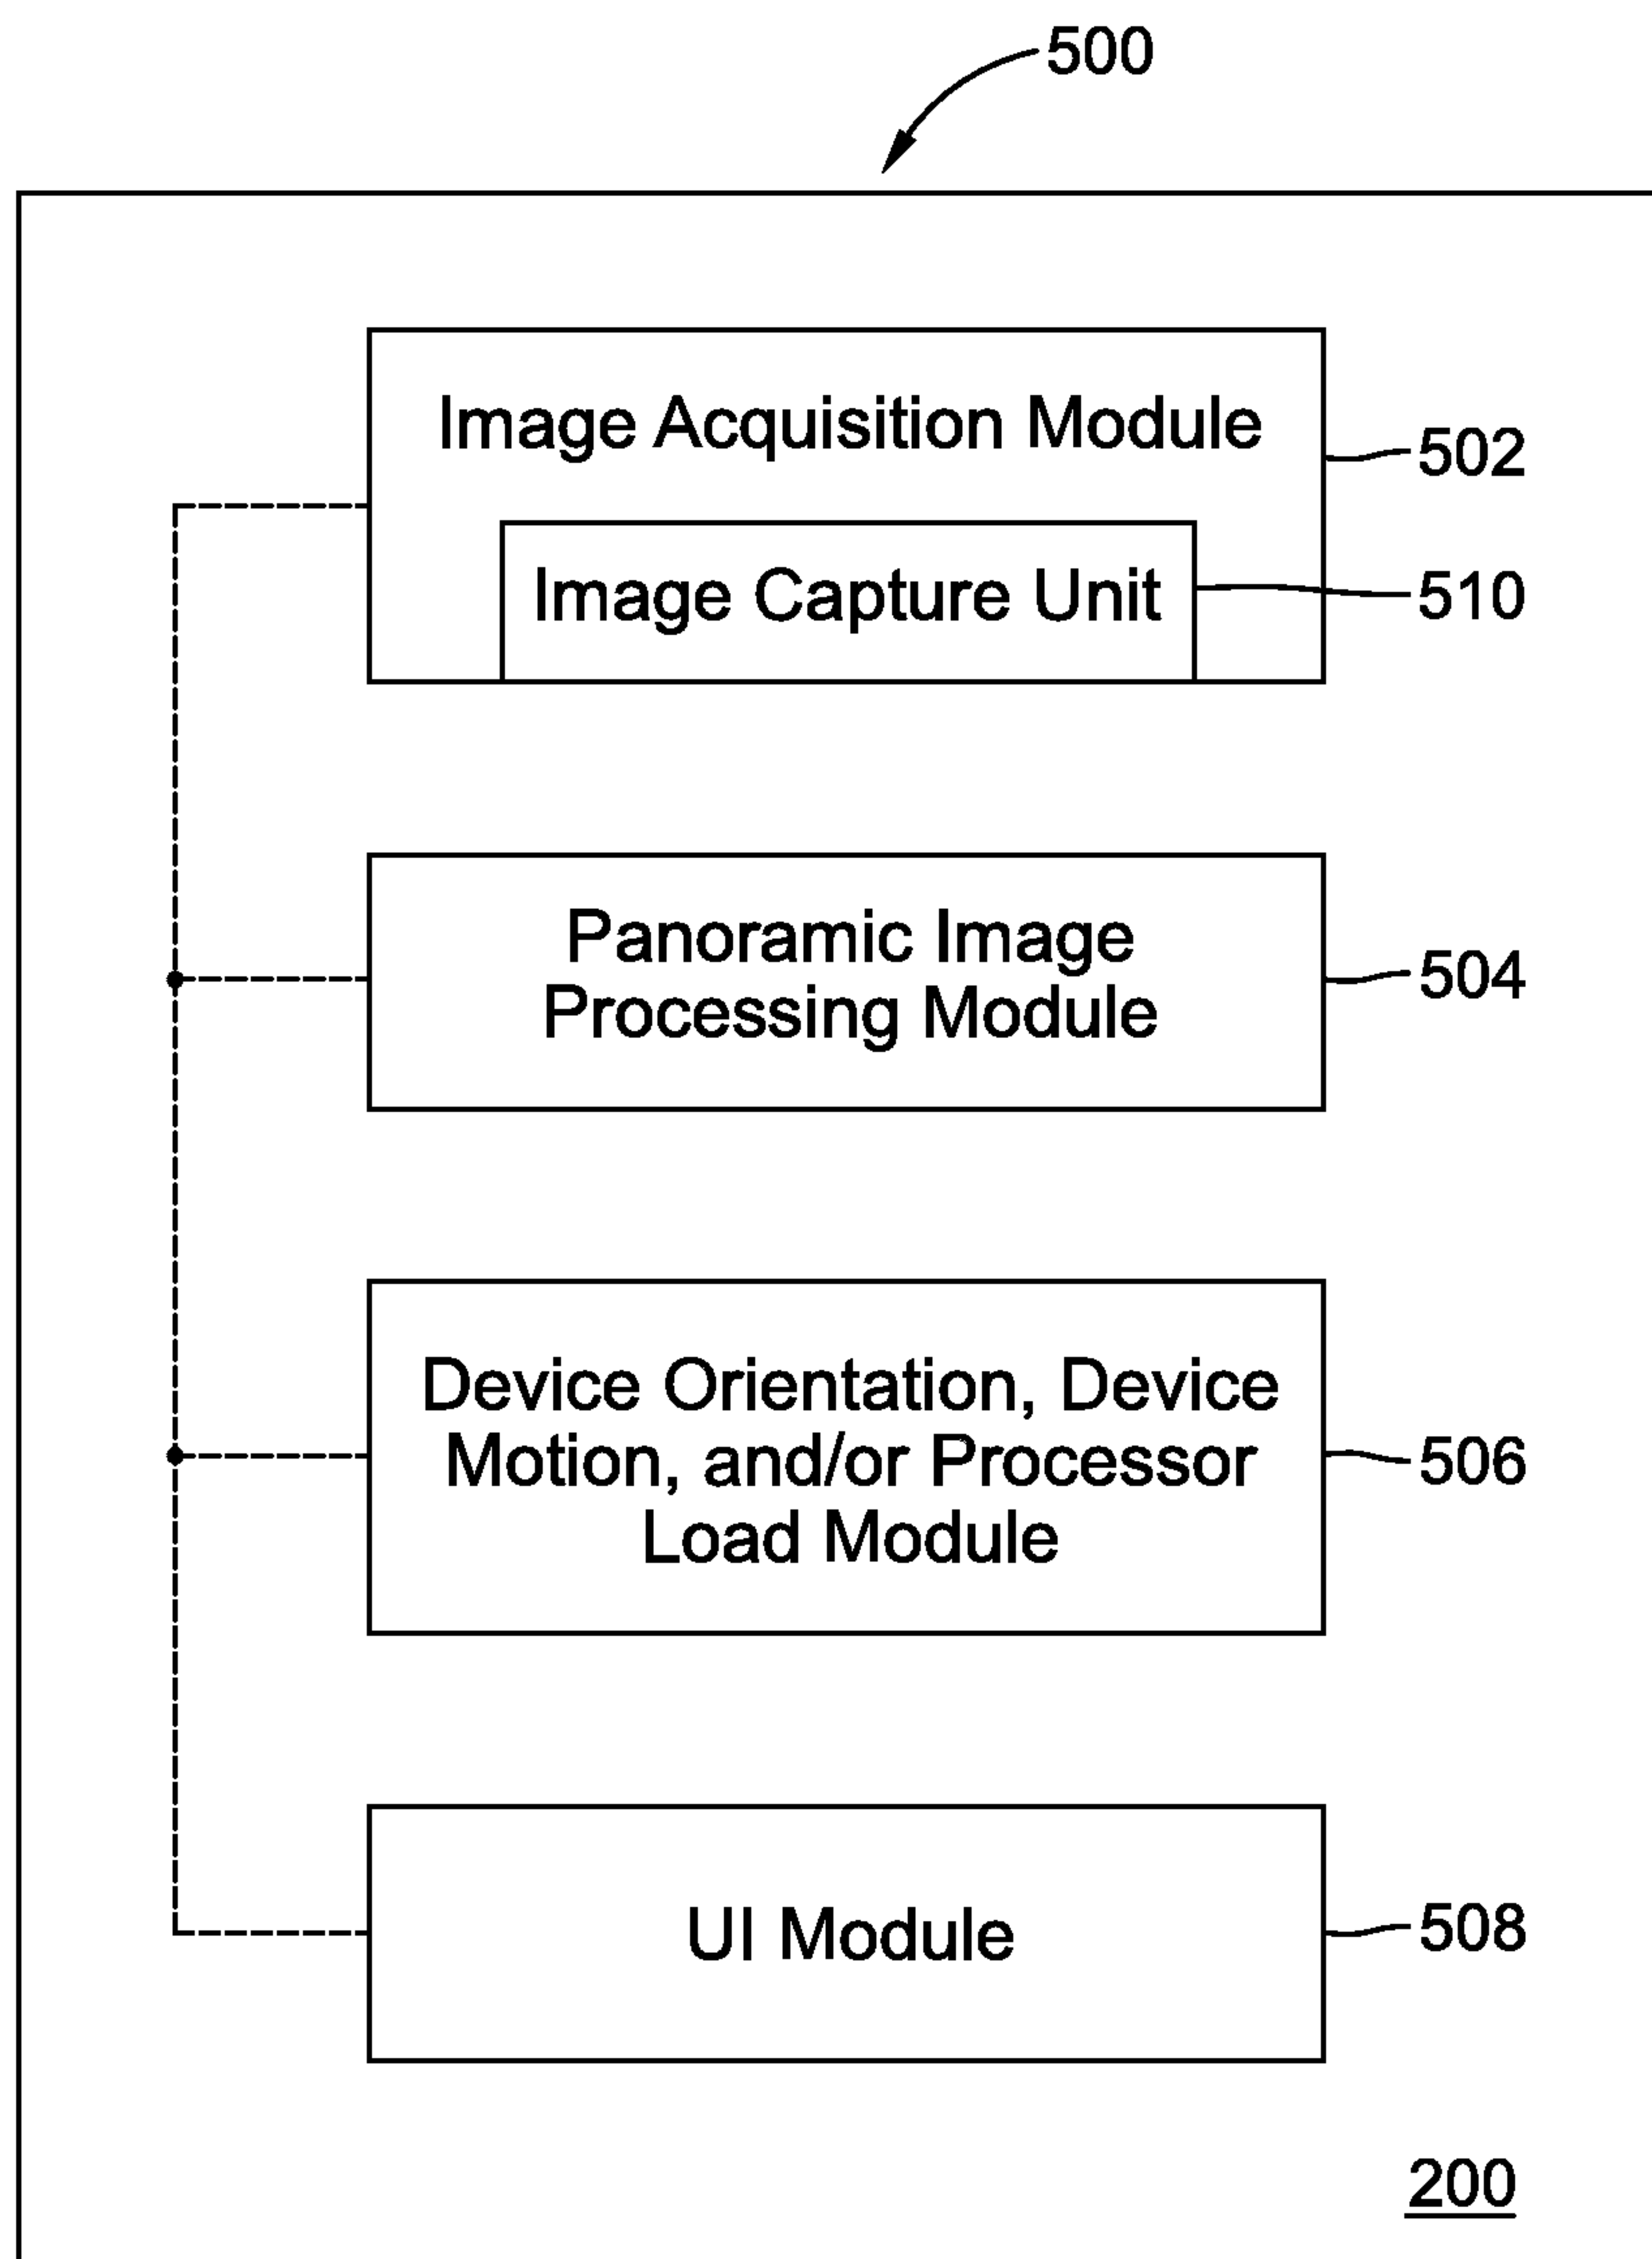 500
Image Acquisition Module
502
Image Capture Unit
510
Panoramic Image
Processing Module
504
Device Orientation, Device
Motion, and/or Processor
Load Module
506
UI Module
508
200